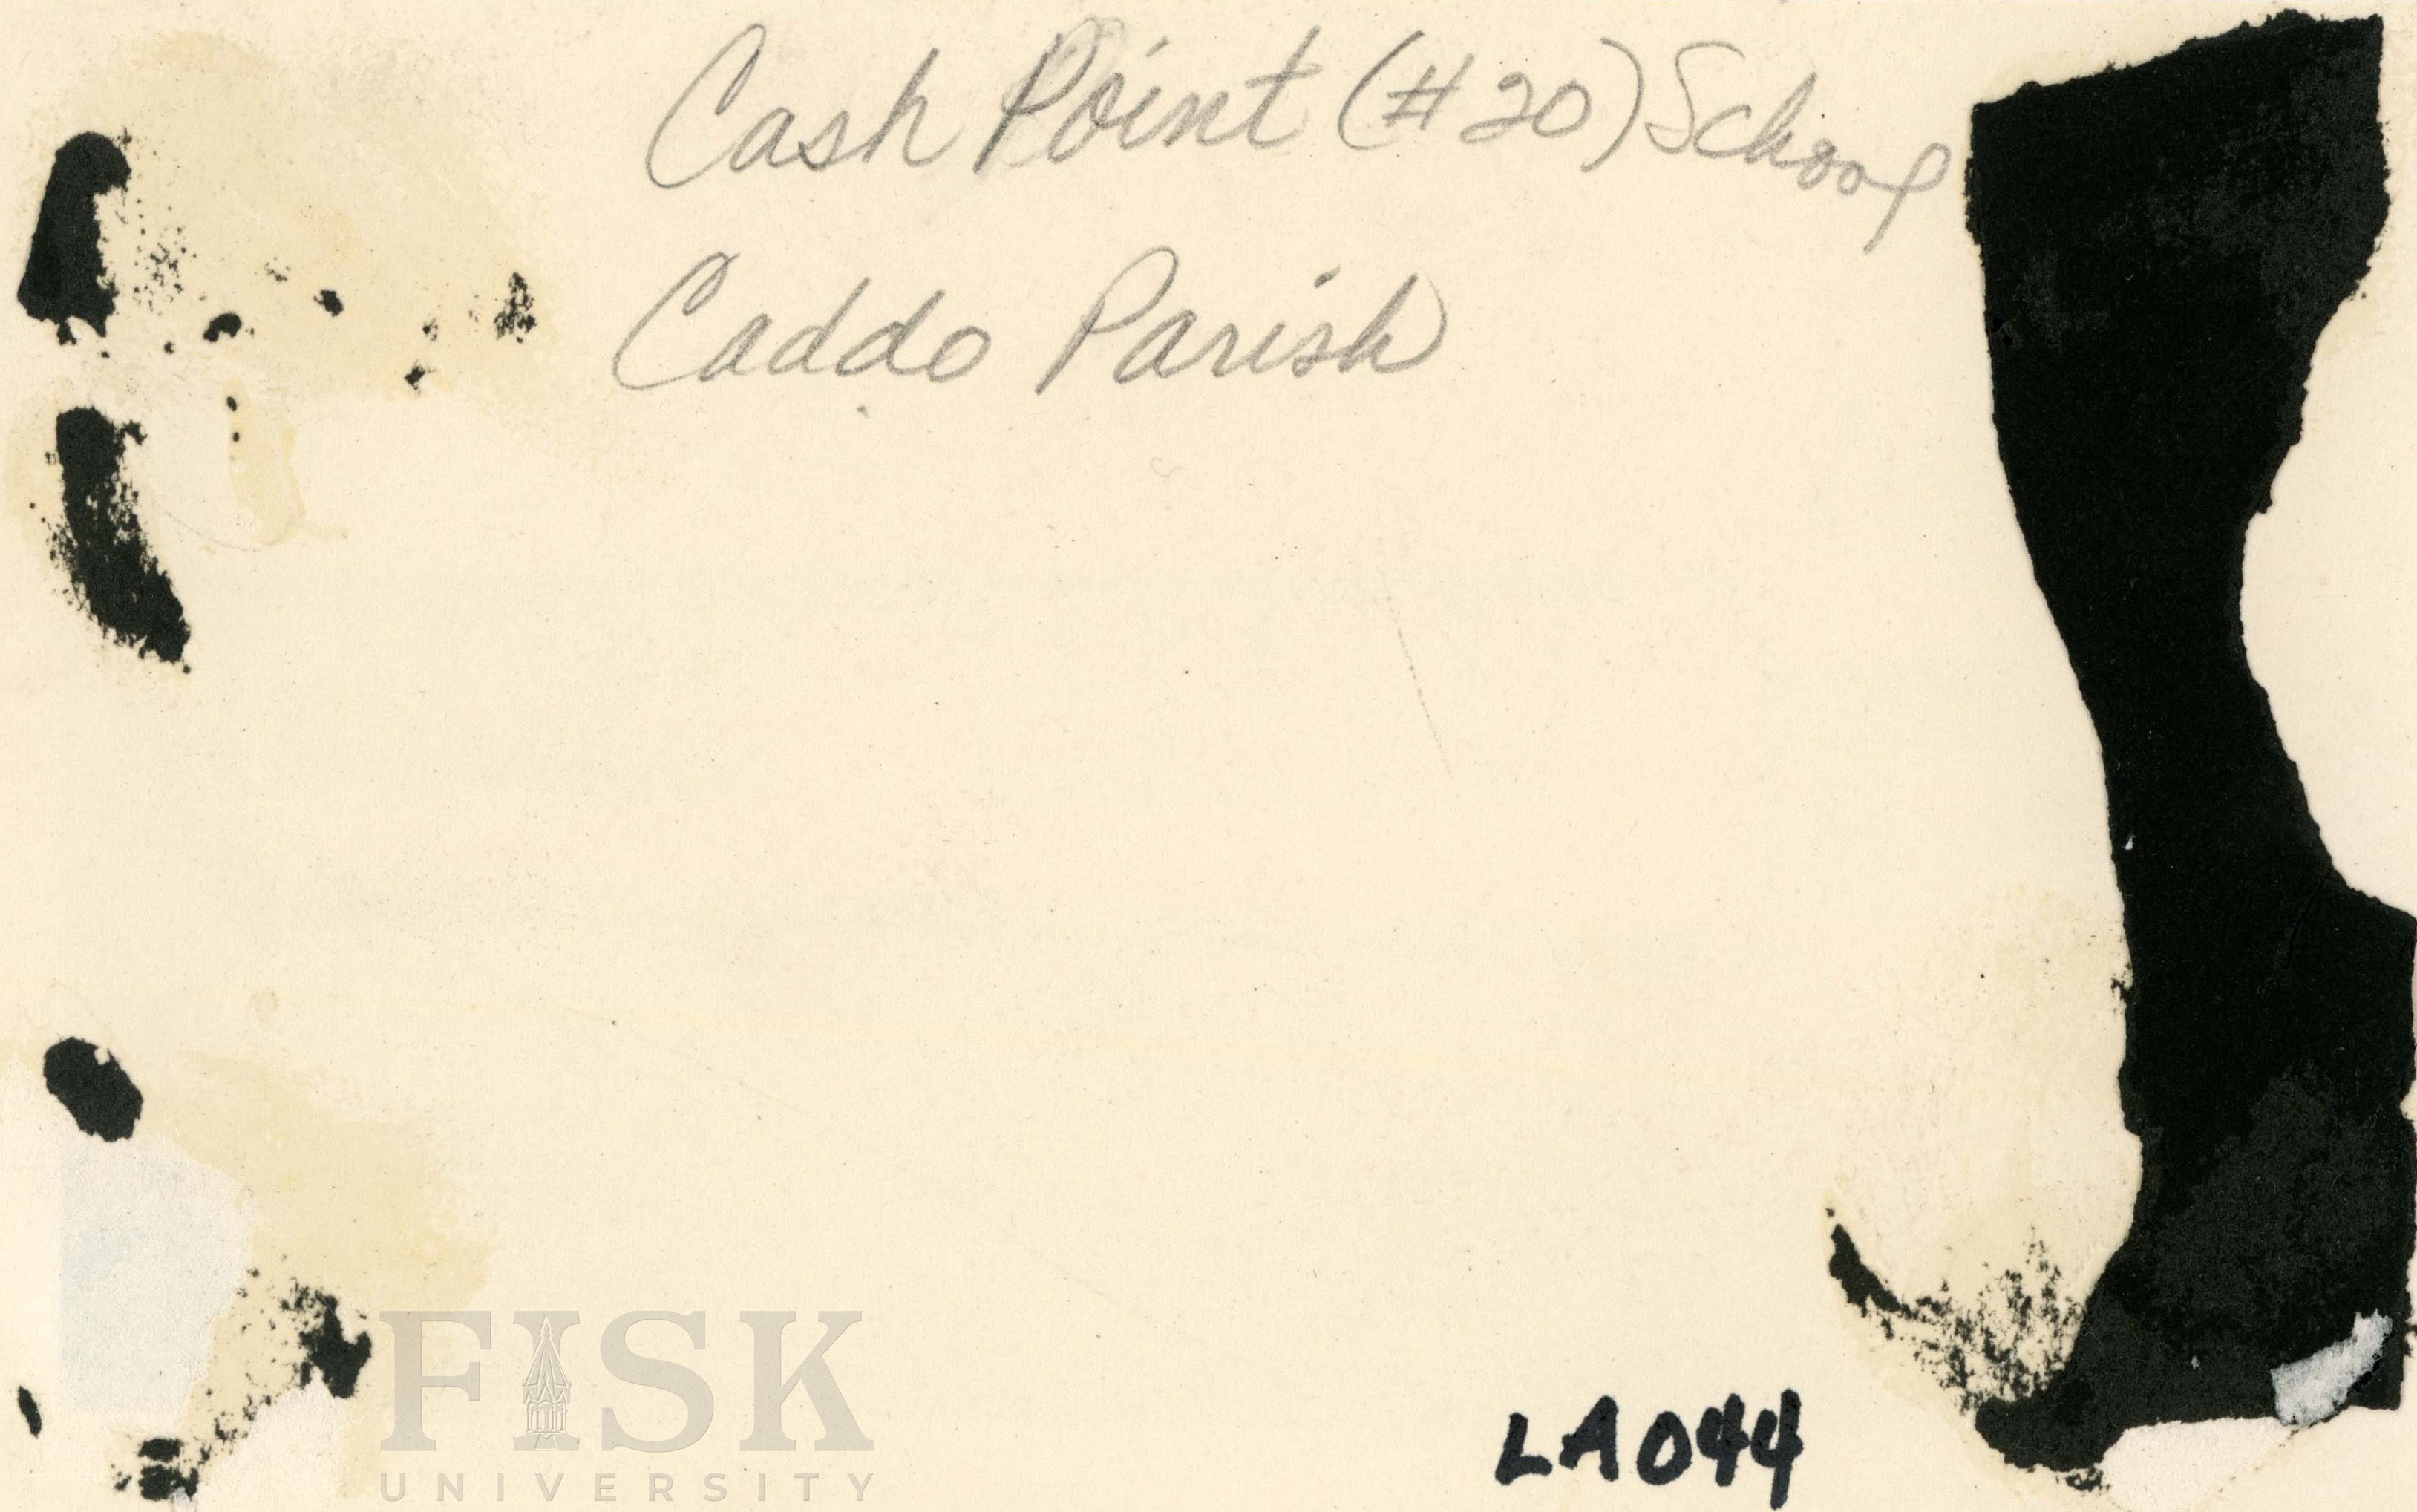 Cash Point (#20) School
Caddo Parish
FISK
UNIVERSITY
LA044